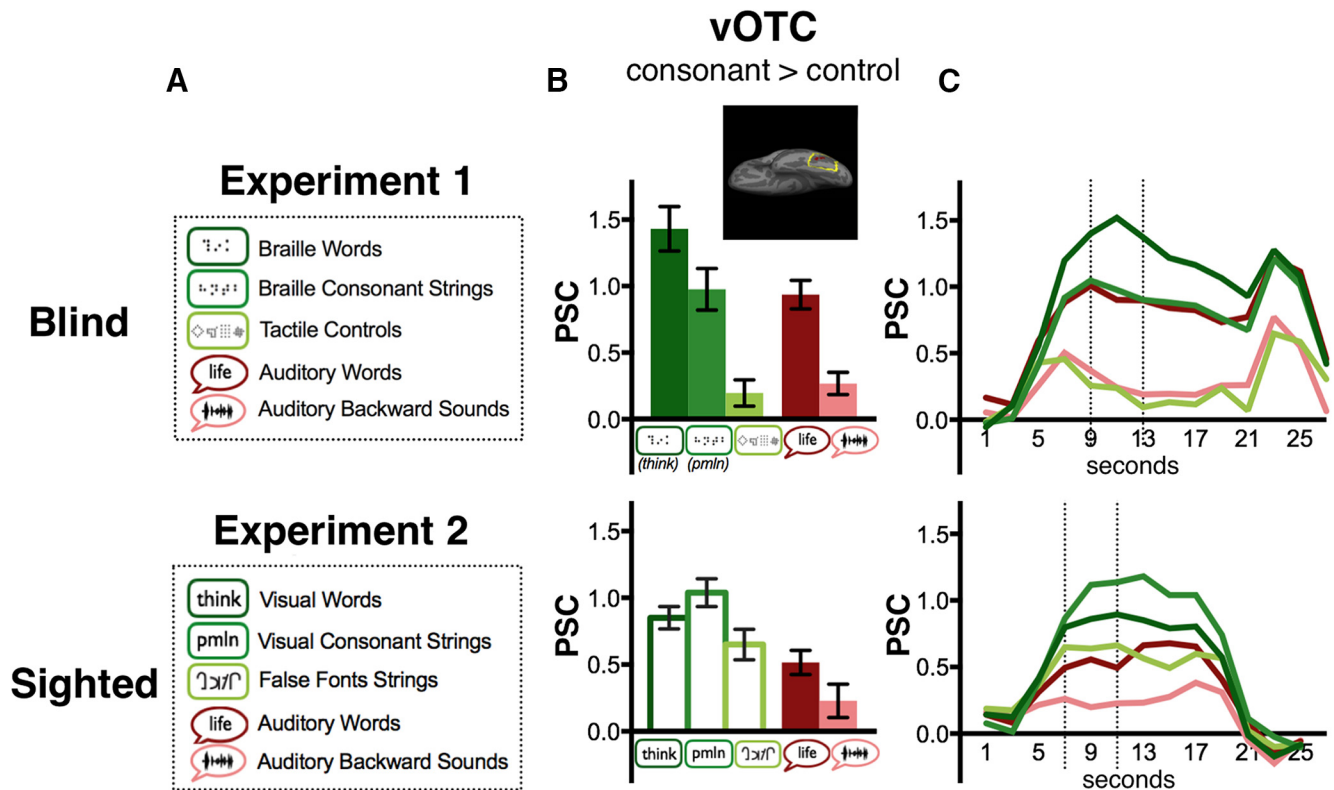 vOTC
consonant > control
A
B
C
Experiment 1
Blind
Braille Words
Braille Consonant Strings
Tactile Controls
life Auditory Words
Auditory Backward Sounds
PSC
1.5
1.0
0.5
0.0
life
(think) (pmln)
PSC
1.5
1.0
0.5
0.0
1 5 9 13 17 21 25
seconds
Experiment 2
Sighted
think Visual Words
pmln Visual Consonant Strings
False Fonts Strings
life Auditory Words
Auditory Backward Sounds
PSC
1.5
1.0
0.5
0.0
think pmln life
PSC
1.5
1.0
0.5
0.0
1 5 9 13 17 21 25
seconds